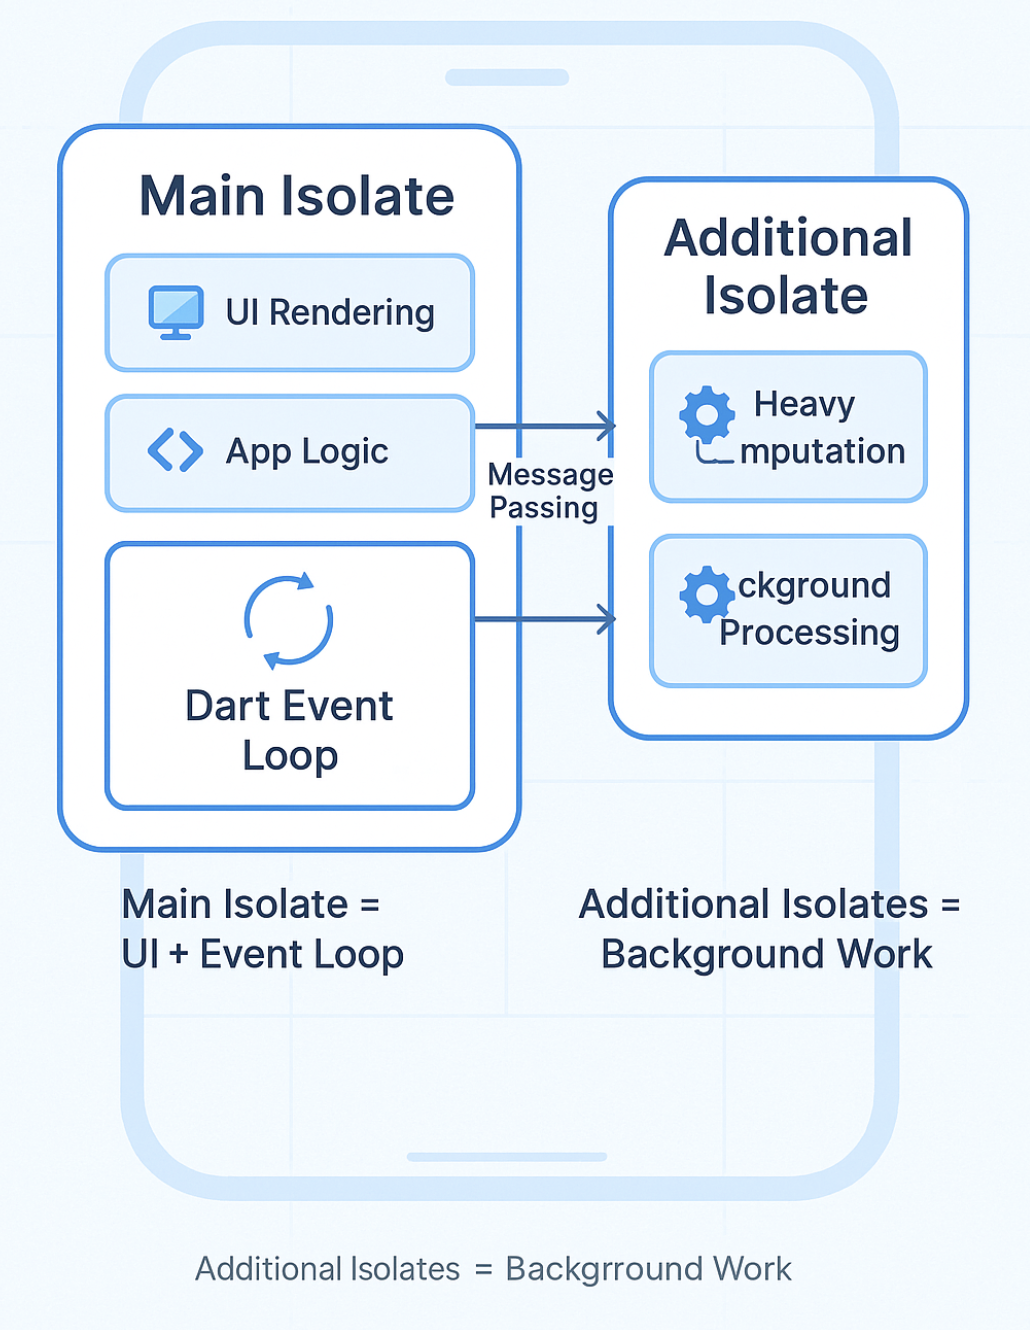 Main Isolate
UI Rendering
App Logic
Dart Event
Loop
Message
Passing
Additional
Isolate
Heavy
mputation
ckground
Processing
Main Isolate =
UI + Event Loop
Additional Isolates =
Background Work
Additional Isolates = Backgrround Work